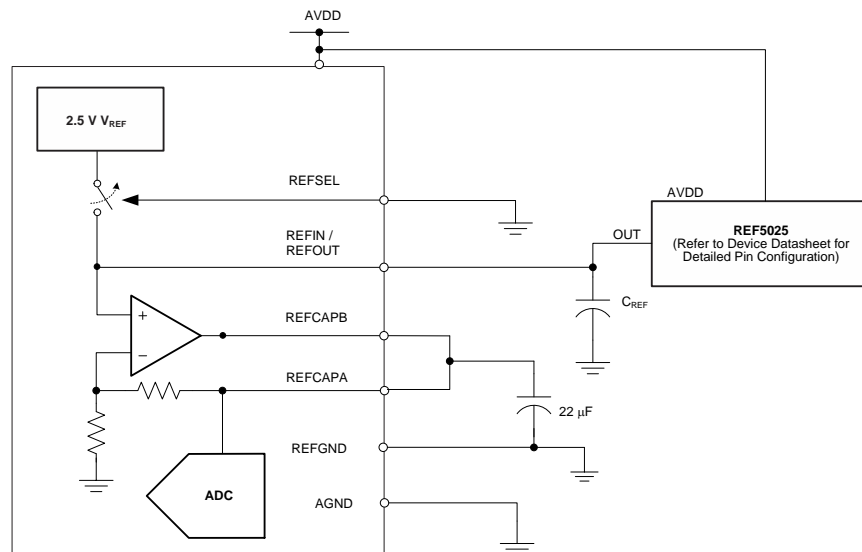 AVDD
2.5 V VREF
REFSEL
AVDD
REF5025
(Refer to Device Datasheet for
Detailed Pin Configuration)
OUT
REFIN /
REFOUT
CREF
+
−
REFCAPB
REFCAPA
22 µF
REFGND
ADC
AGND